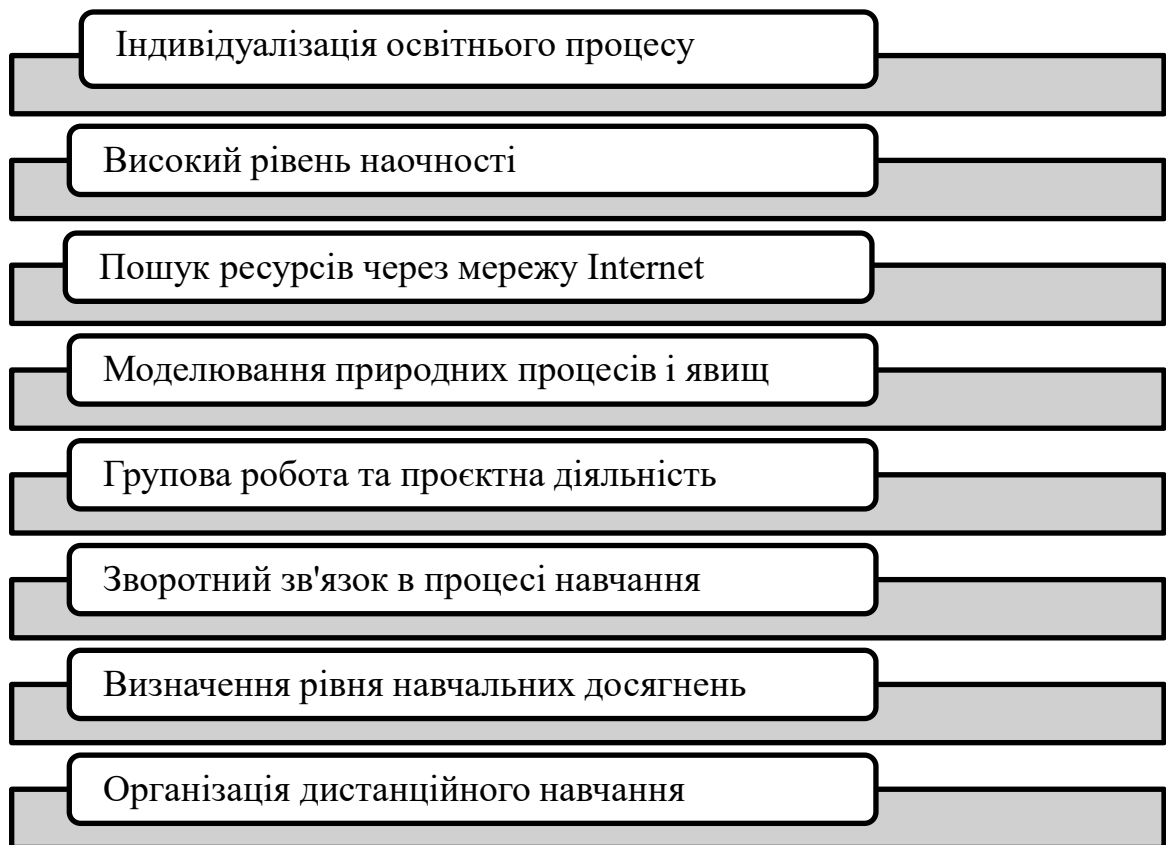 Індивідуалізація освітнього процесу
Високий рівень наочності
Пошук ресурсів через мережу Internet
Моделювання природних процесів і явищ
Групова робота та проєктна діяльність
Зворотний зв'язок в процесі навчання
Визначення рівня навчальних досягнень
Організація дистанційного навчання